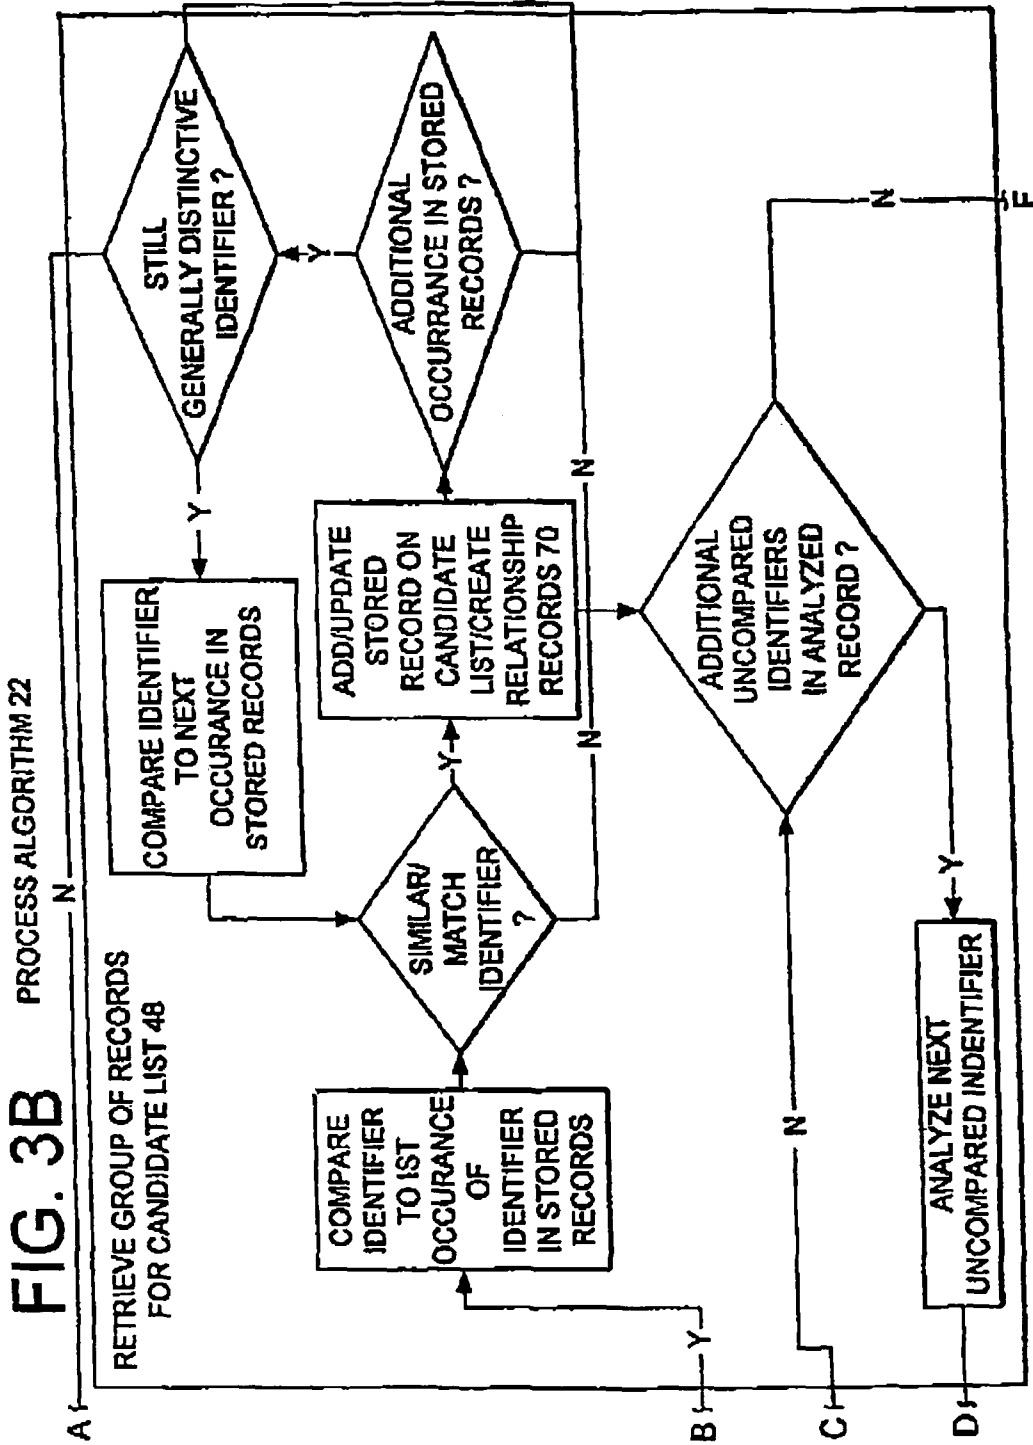 FIG. 3B
PROCESS ALGORITHM 22
A
N
RETRIEVE GROUP OF RECORDS
FOR CANDIDATE LIST 48
STILL
GENERALLY DISTINCTIVE
IDENTIFIER ?
Y
COMPARE IDENTIFIER
TO NEXT
OCCURANCE IN
STORED RECORDS
Y
COMPARE
IDENTIFIER
TO IST
OCCURANCE
OF
IDENTIFIER
IN STORED
RECORDS
SIMILAR/
MATCH
IDENTIFIER
?
Y
ADD/UPDATE
STORED
RECORD ON
CANDIDATE
LIST/CREATE
RELATIONSHIP
RECORDS 70
ADDITIONAL
OCCURRANCE IN STORED
RECORDS ?
N
N
B
Y
C
N
ADDITIONAL
UNCOMPARED
IDENTIFIERS
IN ANALYZED
RECORD ?
N
F
Y
D
ANALYZE NEXT
UNCOMPARED INDENTIFIER